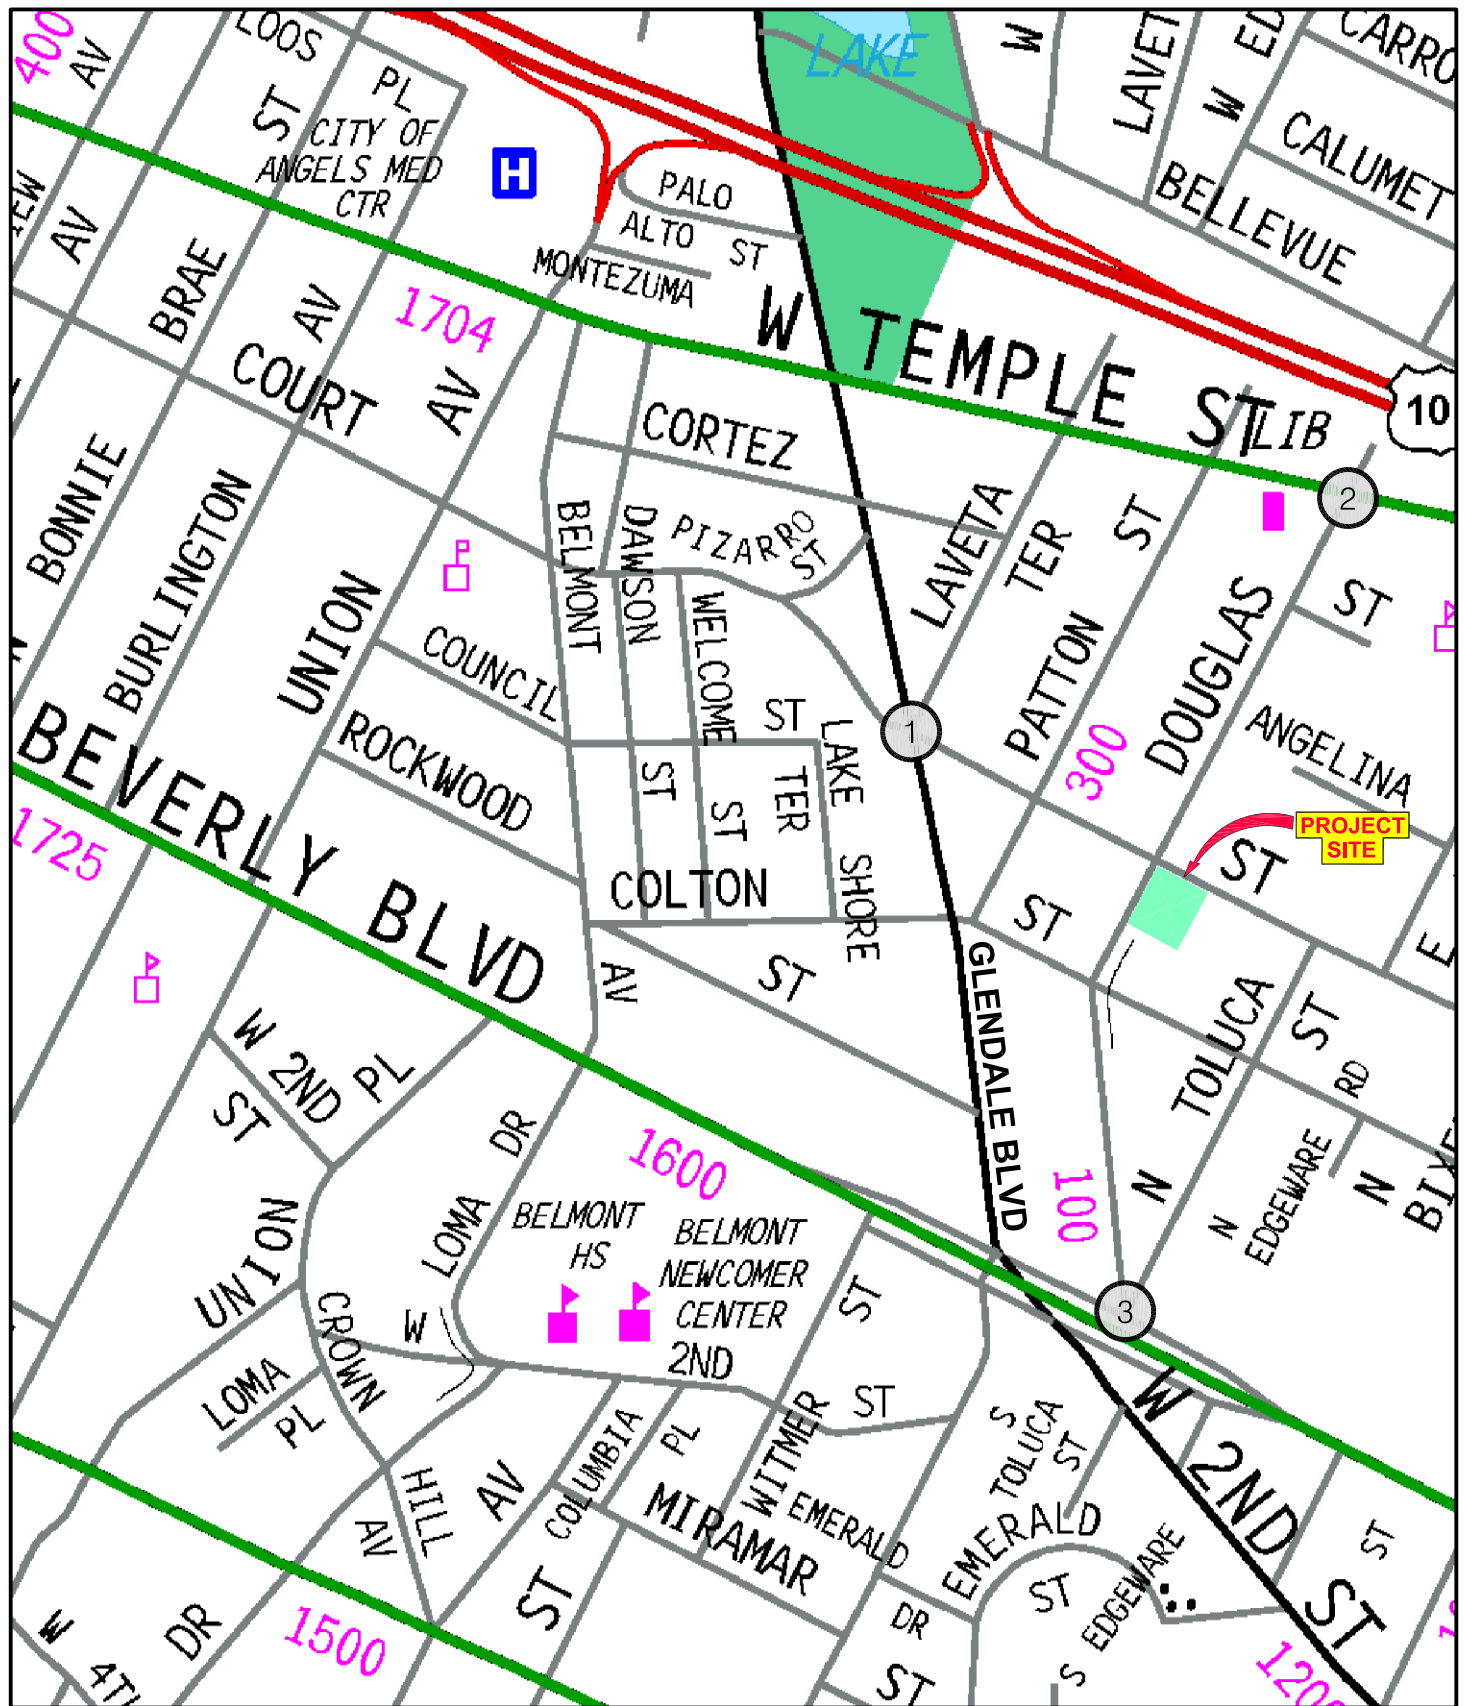 400
AV
LOOS
PL
ST
CITY OF
ANGELS MED
CTR
H
LAKE
W
LAVET
W ED
CARRO
CALUMET
BELLEVUE
PALO
ALTO ST
MONTEZUMA
AV
BRAE
AV
1704
COURT
AV
W TEMPLE ST
LIB
10
2
CORTEZ
BONNIE
BURLINGTON
UNION
BELMONT
DAWSON
PIZARRO
ST
WELCOME
LAVETA
TER
PATTON
ST
DOUGLAS
ST
300
ANGELINA
COUNCIL
ROCKWOOD
ST
LAKE
SHORE
TER
ST
ST
1
PROJECT
SITE
ST
BEVERLY BLVD
1725
COLTON
ST
ST
E
AV
GLENDALE BLVD
TOLUCA
ST
RD
N
N
EDGEWARE
N
W 2ND
PL
ST
DR
1600
100
3
BELMONT
HS
BELMONT
NEWCOMER
CENTER
2ND
ST
UNION
LOMA
CROWN
W
LOMA
PL
ST
HILL
AV
AV
COLUMBIA
PL
WITMER
MIRAMAR
EMERALD
S
TOLUCA
ST
W 2ND ST
EMERALD
ST
EDGEWARE
S
ST
DR
ST
ST
DR
1500
W